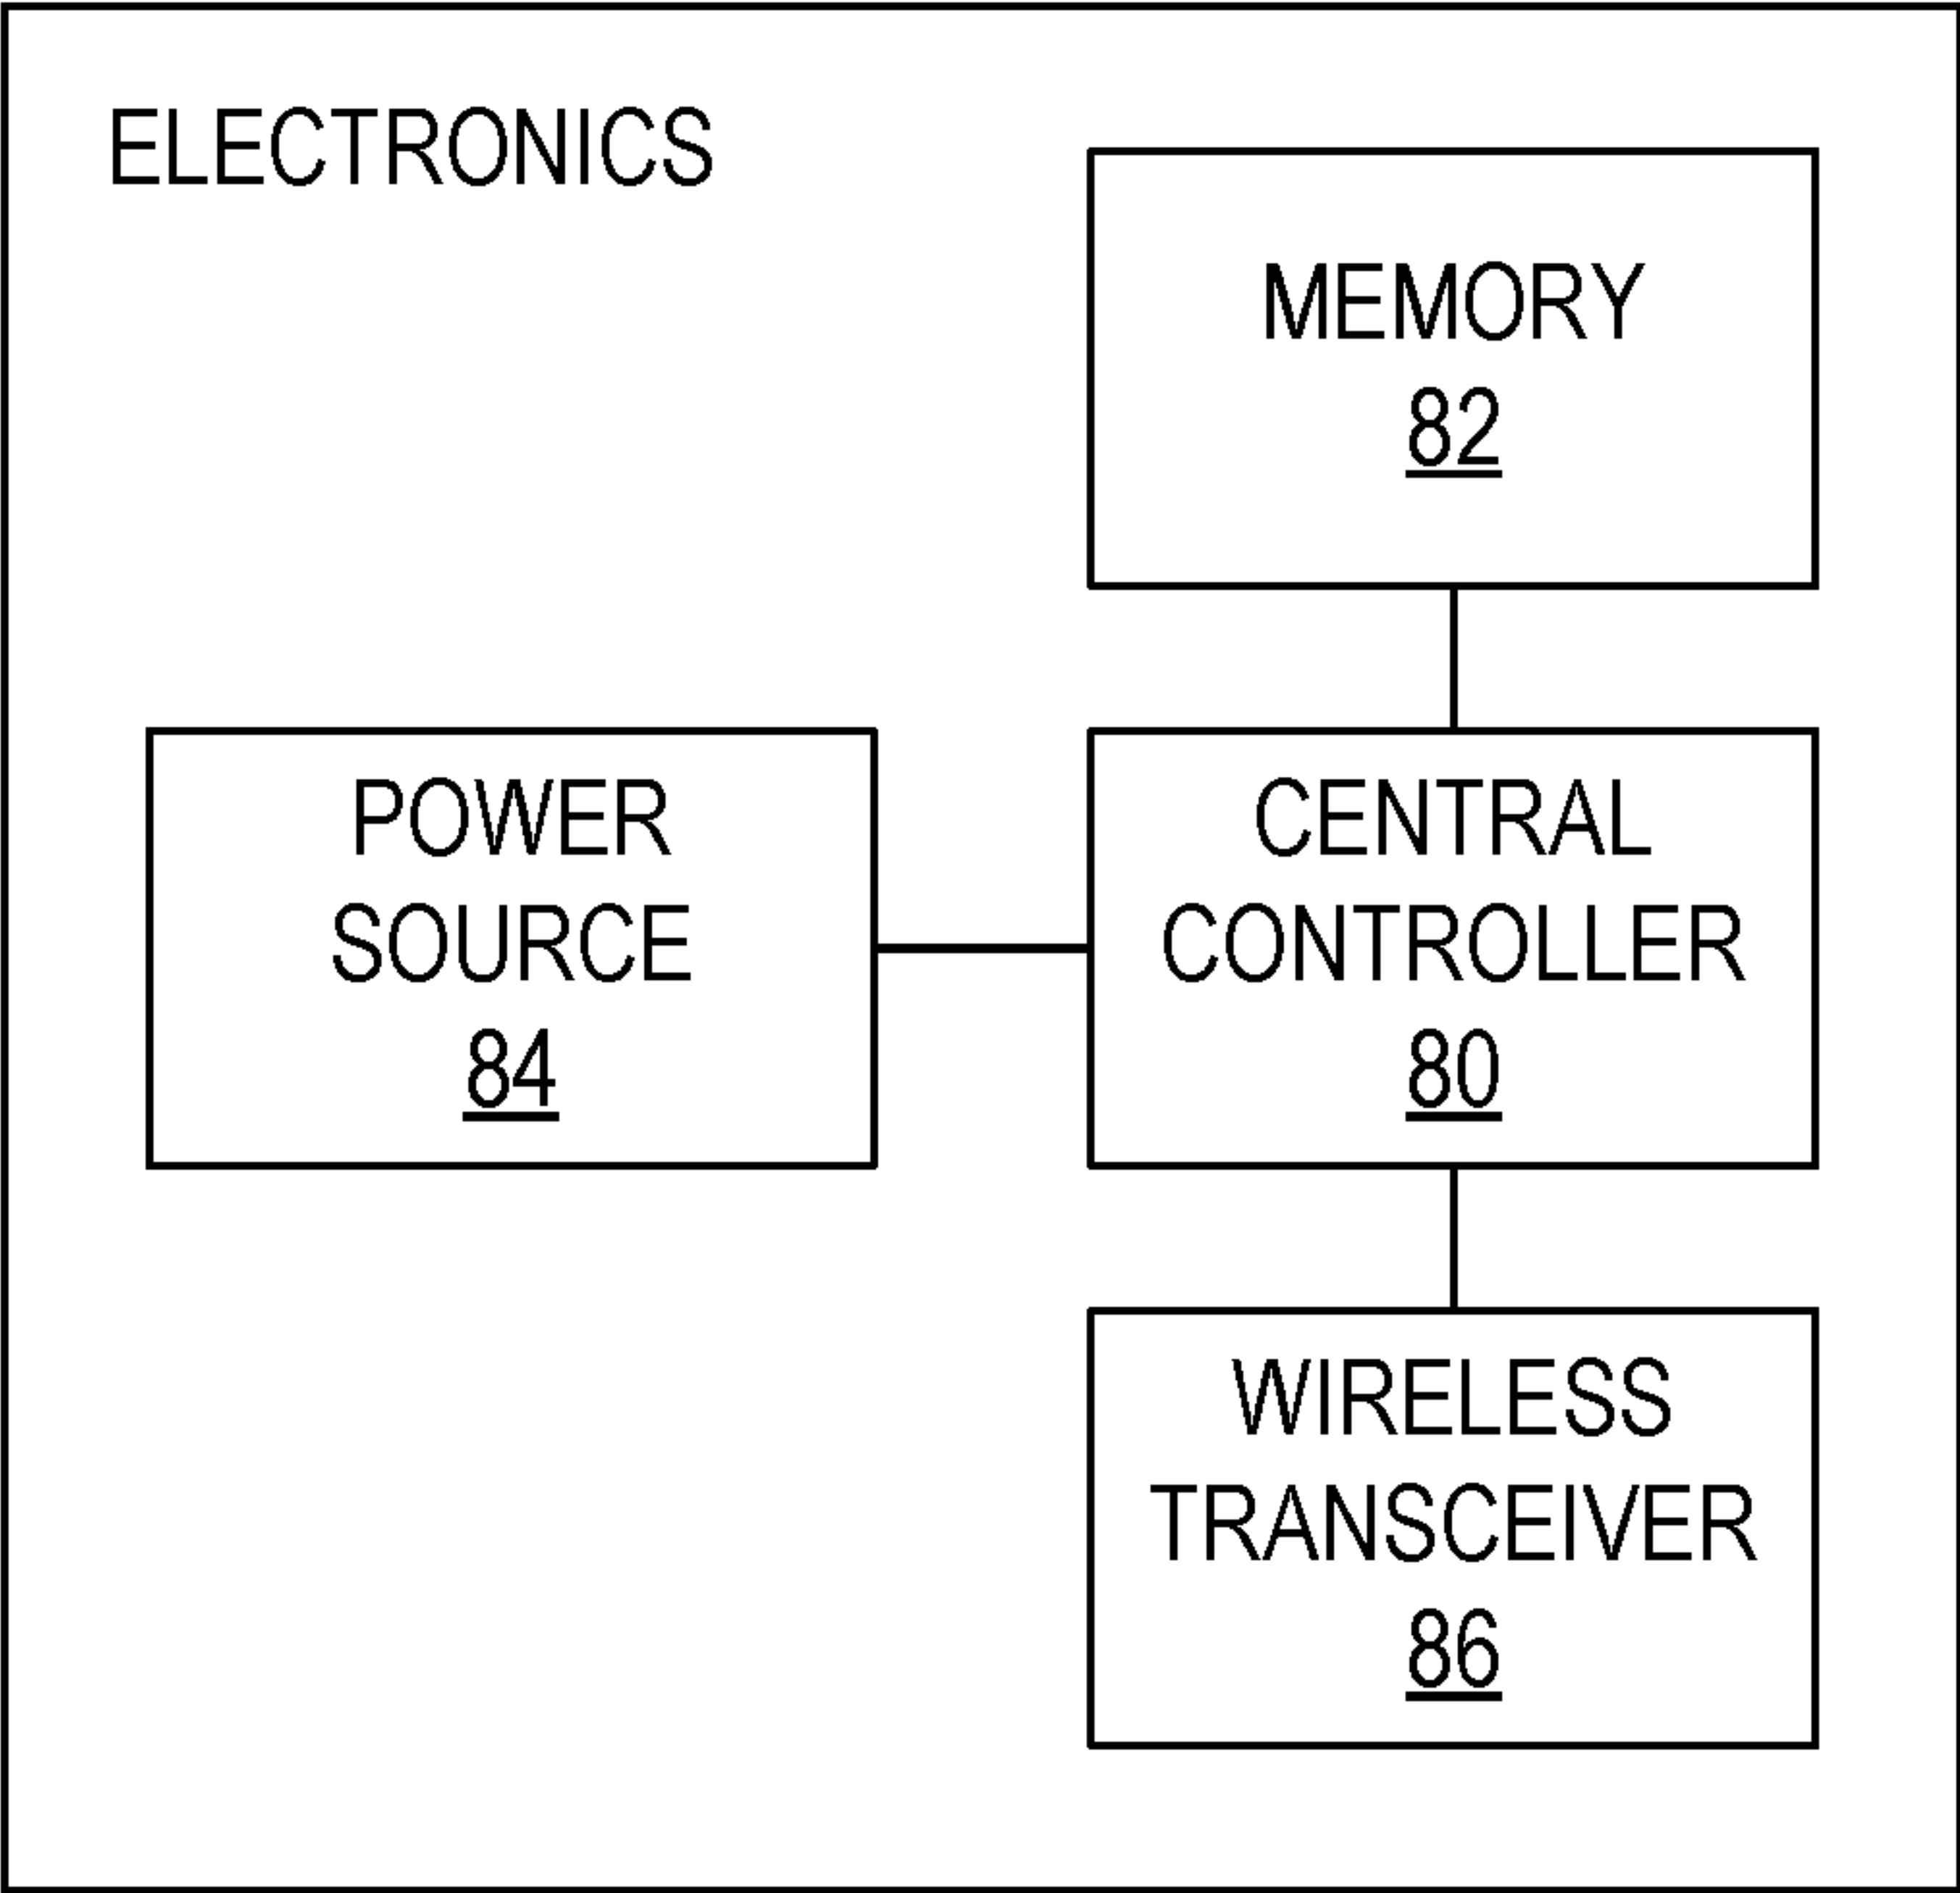 ELECTRONICS
MEMORY
82
POWER
SOURCE
84
CENTRAL
CONTROLLER
80
WIRELESS
TRANSCEIVER
86